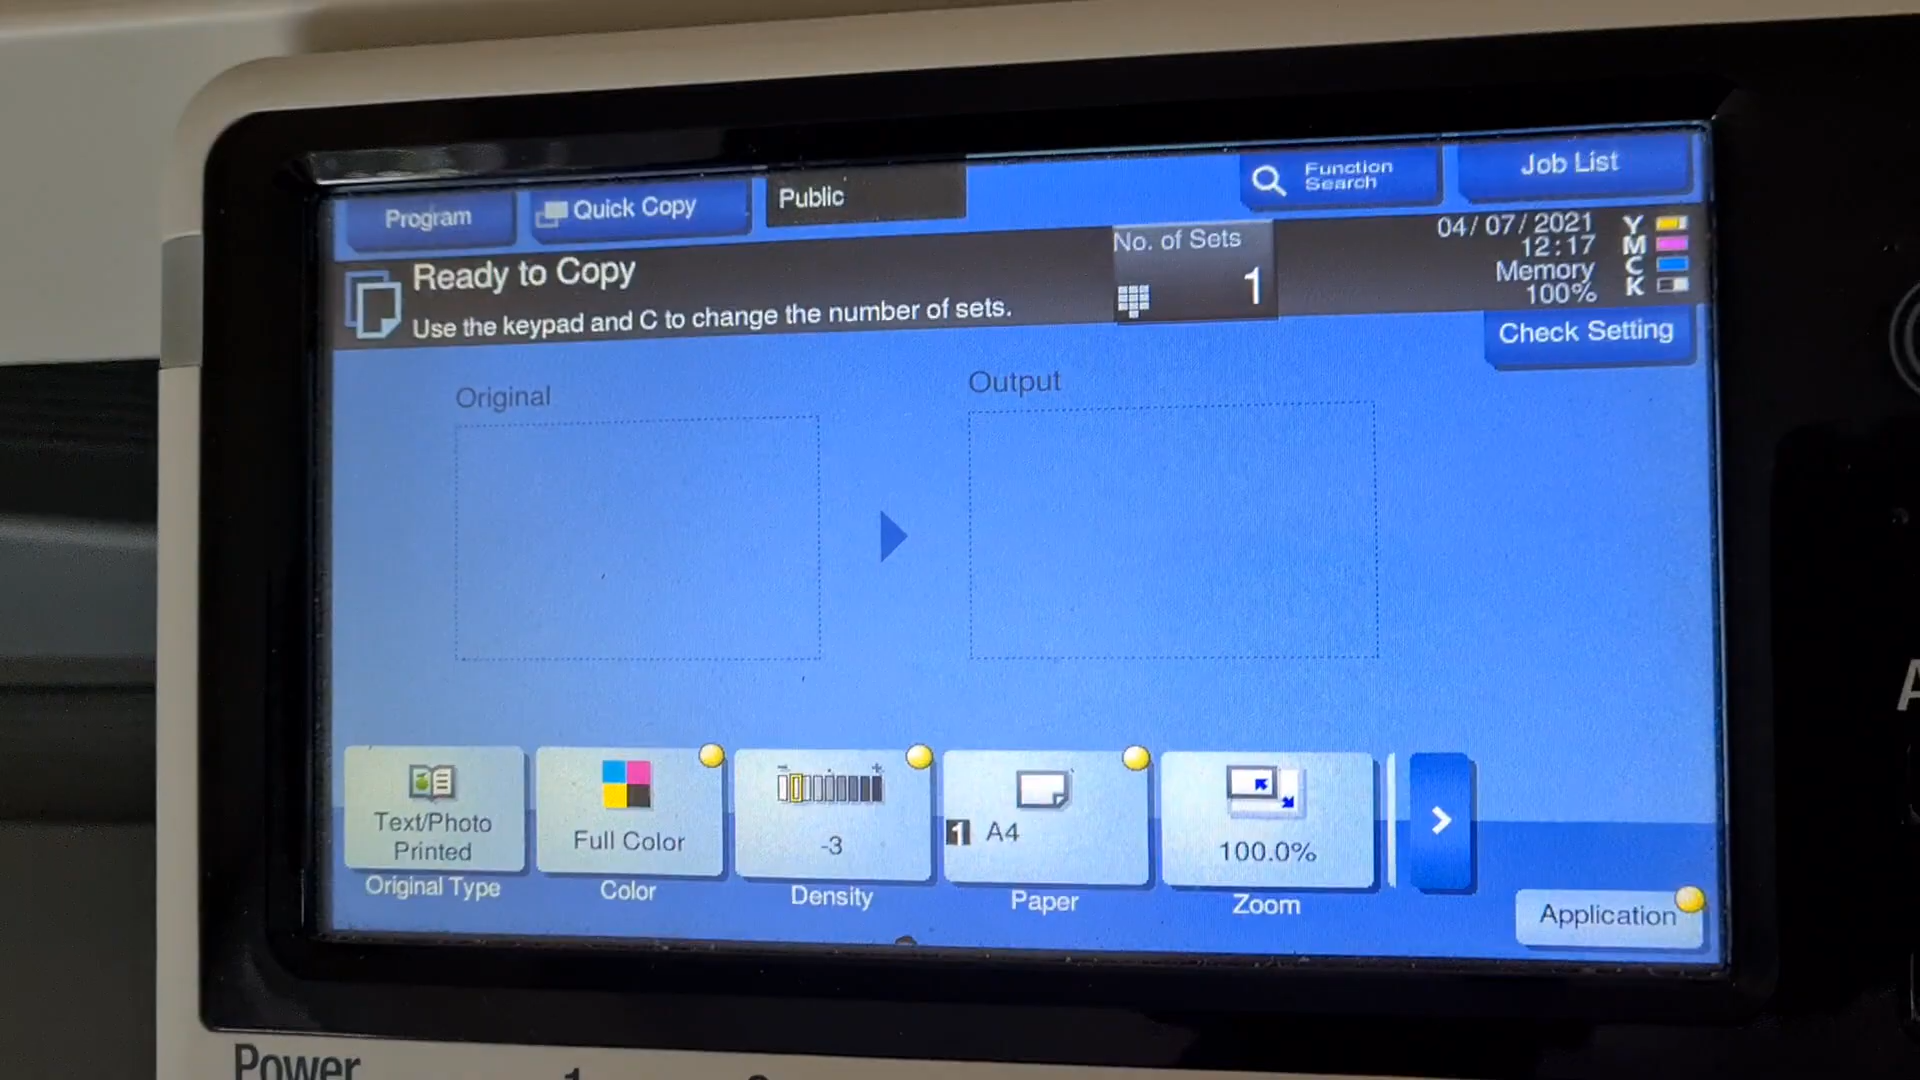 Program
Quick Copy
Public
Function
Search
Job List
Ready to Copy
Use the keypad and C to change the number of sets.
No. of Sets
1
04/07/2021
12:17
Memory
100%
Y
M
C
K
Check Setting
Original
Output
Text/Photo
Printed
Original Type
Full Color
Color
-3
Density
1 A4
Paper
100.0%
Zoom
Application
Power
1